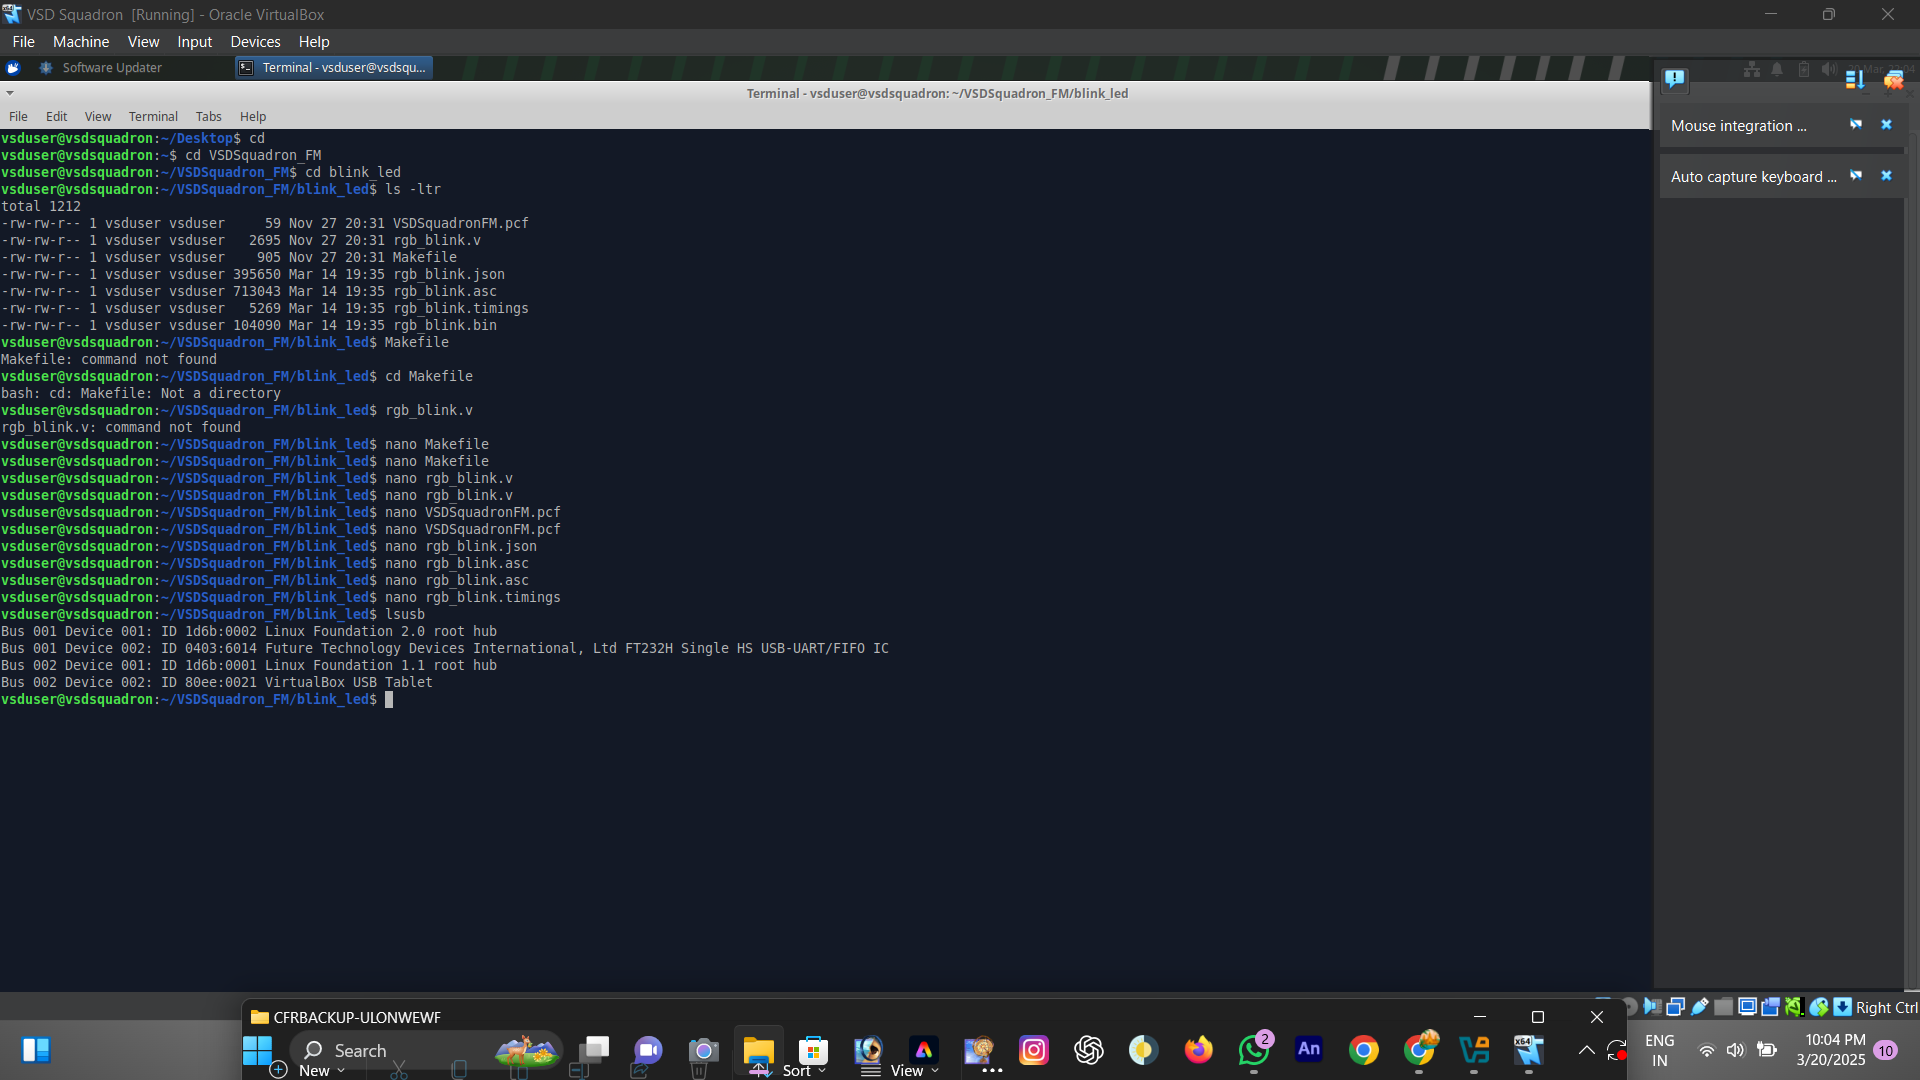 VSD Squadron [Running] - Oracle VirtualBox
File Machine View Input Devices Help
Software Updater
Terminal - vsduser@vsdsqu...
Terminal - vsduser@vsdsquadron: ~/VSDSquadron_FM/blink_led
File Edit View Terminal Tabs Help
vsduser@vsdsquadron:~/Desktop$ cd
vsduser@vsdsquadron:~$ cd VSDSquadron_FM
vsduser@vsdsquadron:~/VSDSquadron_FM$ cd blink_led
vsduser@vsdsquadron:~/VSDSquadron_FM/blink_led$ ls -ltr
total 1212
-rw-rw-r-- 1 vsduser vsduser     59 Nov 27 20:31 VSDSquadronFM.pcf
-rw-rw-r-- 1 vsduser vsduser   2695 Nov 27 20:31 rgb_blink.v
-rw-rw-r-- 1 vsduser vsduser    905 Nov 27 20:31 Makefile
-rw-rw-r-- 1 vsduser vsduser 395650 Mar 14 19:35 rgb_blink.json
-rw-rw-r-- 1 vsduser vsduser 713043 Mar 14 19:35 rgb_blink.asc
-rw-rw-r-- 1 vsduser vsduser   5269 Mar 14 19:35 rgb_blink.timings
-rw-rw-r-- 1 vsduser vsduser 104090 Mar 14 19:35 rgb_blink.bin
vsduser@vsdsquadron:~/VSDSquadron_FM/blink_led$ Makefile
Makefile: command not found
vsduser@vsdsquadron:~/VSDSquadron_FM/blink_led$ cd Makefile
bash: cd: Makefile: Not a directory
vsduser@vsdsquadron:~/VSDSquadron_FM/blink_led$ rgb_blink.v
rgb_blink.v: command not found
vsduser@vsdsquadron:~/VSDSquadron_FM/blink_led$ nano Makefile
vsduser@vsdsquadron:~/VSDSquadron_FM/blink_led$ nano Makefile
vsduser@vsdsquadron:~/VSDSquadron_FM/blink_led$ nano rgb_blink.v
vsduser@vsdsquadron:~/VSDSquadron_FM/blink_led$ nano rgb_blink.v
vsduser@vsdsquadron:~/VSDSquadron_FM/blink_led$ nano VSDSquadronFM.pcf
vsduser@vsdsquadron:~/VSDSquadron_FM/blink_led$ nano VSDSquadronFM.pcf
vsduser@vsdsquadron:~/VSDSquadron_FM/blink_led$ nano rgb_blink.json
vsduser@vsdsquadron:~/VSDSquadron_FM/blink_led$ nano rgb_blink.asc
vsduser@vsdsquadron:~/VSDSquadron_FM/blink_led$ nano rgb_blink.asc
vsduser@vsdsquadron:~/VSDSquadron_FM/blink_led$ nano rgb_blink.timings
vsduser@vsdsquadron:~/VSDSquadron_FM/blink_led$ lsusb
Bus 001 Device 001: ID 1d6b:0002 Linux Foundation 2.0 root hub
Bus 001 Device 002: ID 0403:6014 Future Technology Devices International, Ltd FT232H Single HS USB-UART/FIFO IC
Bus 002 Device 001: ID 1d6b:0001 Linux Foundation 1.1 root hub
Bus 002 Device 002: ID 80ee:0021 VirtualBox USB Tablet
vsduser@vsdsquadron:~/VSDSquadron_FM/blink_led$
Mouse integration ...
Auto capture keyboard ...
Right Ctrl
CFRBACKUP-ULONWEWF
Search
New
Sort
View
An
2
x64
ENG
IN
10:04 PM
3/20/2025
10